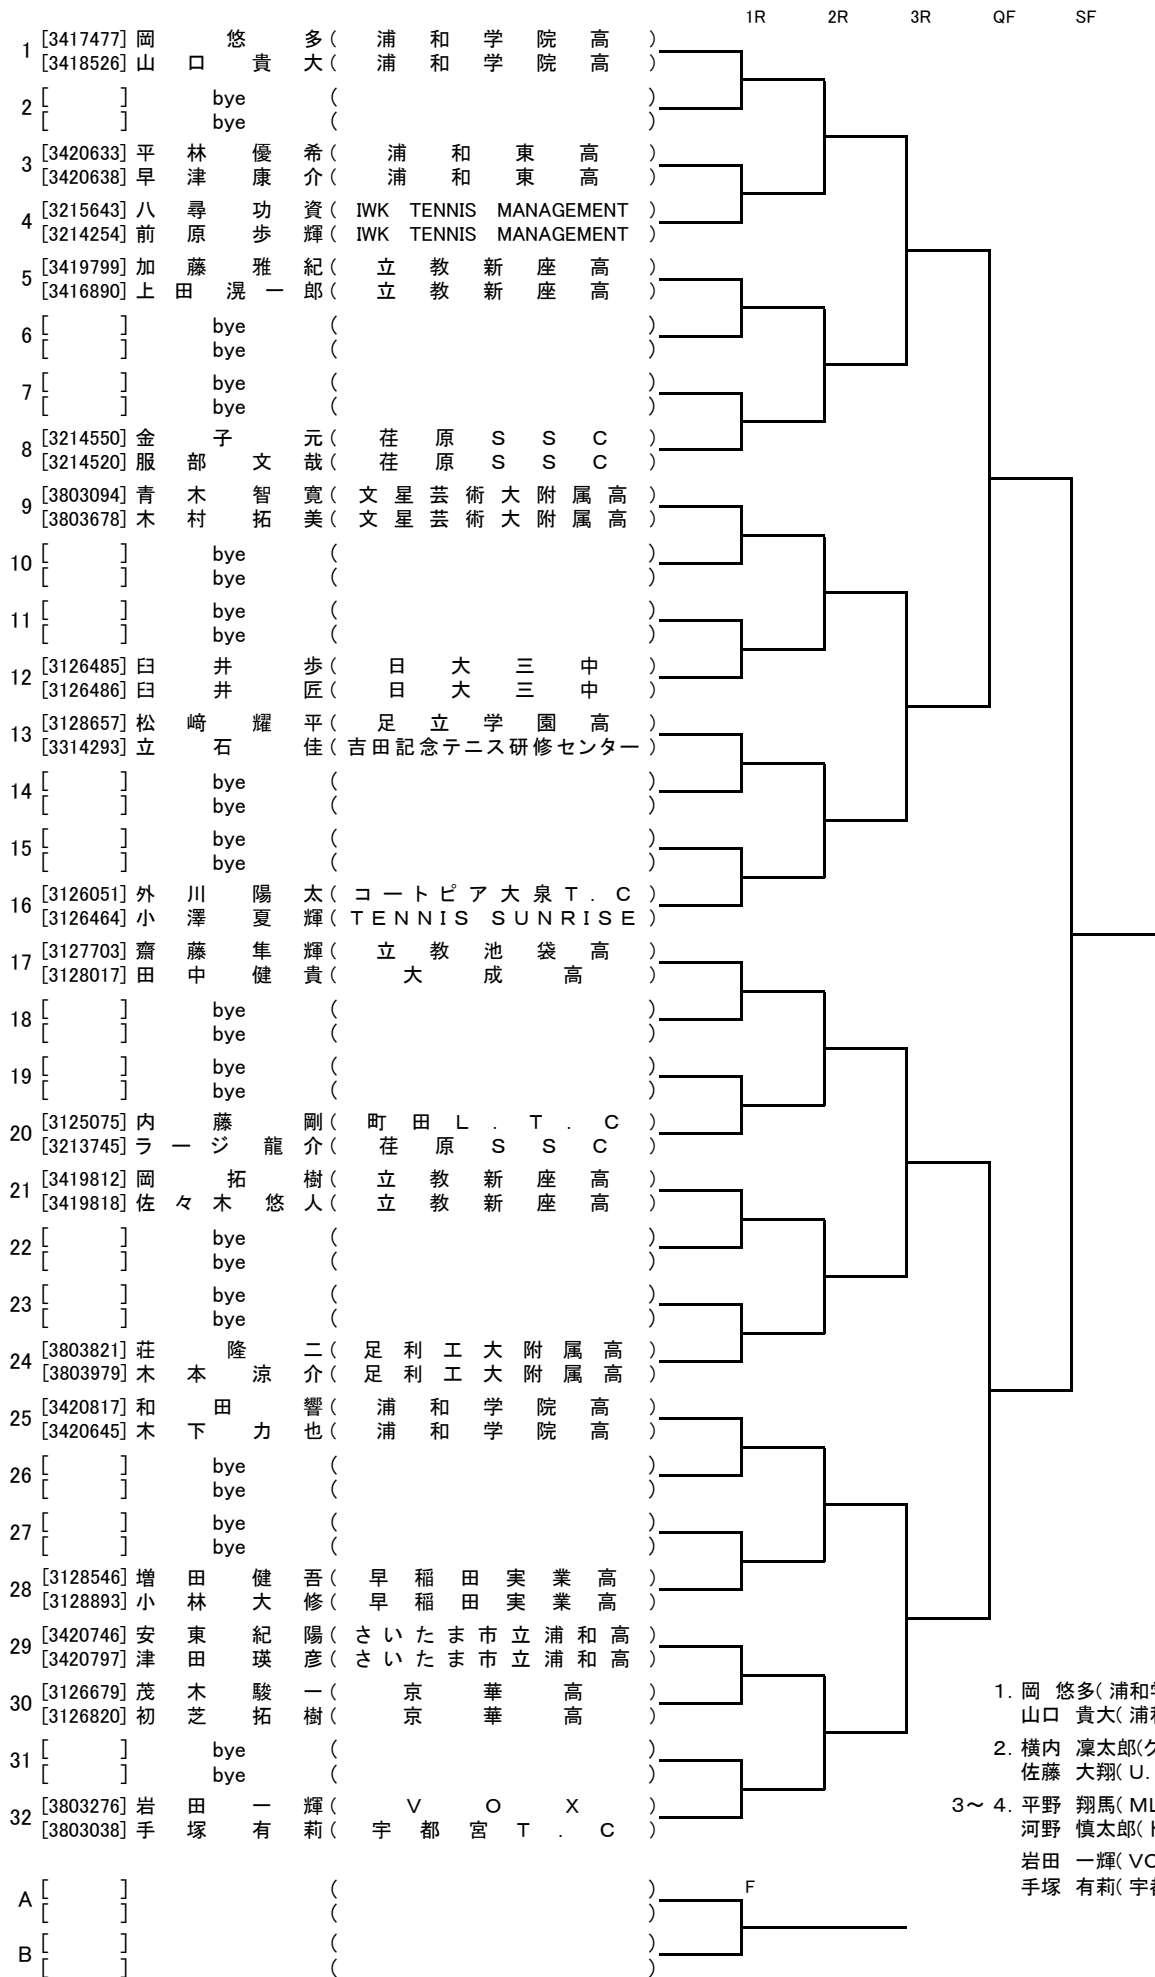 1R 2R 3R QF SF
1 [3417477] 岡 悠 多 ( 浦 和 学 院 高 )
[3418526] 山 口 貴 大 ( 浦 和 学 院 高 )
2 [ ] bye ( )
[ ] bye ( )
3 [3420633] 平 林 優 希 ( 浦 和 東 高 )
[3420638] 早 津 康 介 ( 浦 和 東 高 )
4 [3215643] 八 尋 功 資 ( IWK TENNIS MANAGEMENT )
[3214254] 前 原 歩 輝 ( IWK TENNIS MANAGEMENT )
5 [3419799] 加 藤 雅 紀 ( 立 教 新 座 高 )
[3416890] 上 田 滉 一 郎 ( 立 教 新 座 高 )
6 [ ] bye ( )
[ ] bye ( )
7 [ ] bye ( )
[ ] bye ( )
8 [3214550] 金 子 元 ( 荏 原 S S C )
[3214520] 服 部 文 哉 ( 荏 原 S S C )
9 [3803094] 青 木 智 寛 ( 文 星 芸 術 大 附 属 高 )
[3803678] 木 村 拓 美 ( 文 星 芸 術 大 附 属 高 )
10 [ ] bye ( )
[ ] bye ( )
11 [ ] bye ( )
[ ] bye ( )
12 [3126485] 臼 井 歩 ( 日 大 三 中 )
[3126486] 臼 井 匠 ( 日 大 三 中 )
13 [3128657] 松 﨑 耀 平 ( 足 立 学 園 高 )
[3314293] 立 石 佳 ( 吉田記念テニス研修センター )
14 [ ] bye ( )
[ ] bye ( )
15 [ ] bye ( )
[ ] bye ( )
16 [3126051] 外 川 陽 太 ( コートピア大泉T.C )
[3126464] 小 澤 夏 輝 ( TENNIS SUNRISE )
17 [3127703] 齋 藤 隼 輝 ( 立 教 池 袋 高 )
[3128017] 田 中 健 貴 ( 大 成 高 )
18 [ ] bye ( )
[ ] bye ( )
19 [ ] bye ( )
[ ] bye ( )
20 [3125075] 内 藤 剛 ( 町 田 L . T . C )
[3213745] ラ ー ジ 龍 介 ( 荏 原 S S C )
21 [3419812] 岡 拓 樹 ( 立 教 新 座 高 )
[3419818] 佐 々 木 悠 人 ( 立 教 新 座 高 )
22 [ ] bye ( )
[ ] bye ( )
23 [ ] bye ( )
[ ] bye ( )
24 [3803821] 荘 隆 二 ( 足 利 工 大 附 属 高 )
[3803979] 木 本 涼 介 ( 足 利 工 大 附 属 高 )
25 [3420817] 和 田 響 ( 浦 和 学 院 高 )
[3420645] 木 下 力 也 ( 浦 和 学 院 高 )
26 [ ] bye ( )
[ ] bye ( )
27 [ ] bye ( )
[ ] bye ( )
28 [3128546] 増 田 健 吾 ( 早 稲 田 実 業 高 )
[3128893] 小 林 大 修 ( 早 稲 田 実 業 高 )
29 [3420746] 安 東 紀 陽 ( さいたま市立浦和高 )
[3420797] 津 田 瑛 彦 ( さいたま市立浦和高 )
30 [3126679] 茂 木 駿 一 ( 京 華 高 )
[3126820] 初 芝 拓 樹 ( 京 華 高 )
31 [ ] bye ( )
[ ] bye ( )
32 [3803276] 岩 田 一 輝 ( V O X )
[3803038] 手 塚 有 莉 ( 宇 都 宮 T . C )
1. 岡 悠多( 浦和
山口 貴大( 浦
2. 横内 凜太郎(
佐藤 大翔( U.
3～ 4. 平野 翔馬( ML
河野 慎太郎(
岩田 一輝( VO
手塚 有莉( 宇
A [ ] ( ) F
[ ] ( )
B [ ] ( )
[ ] ( )